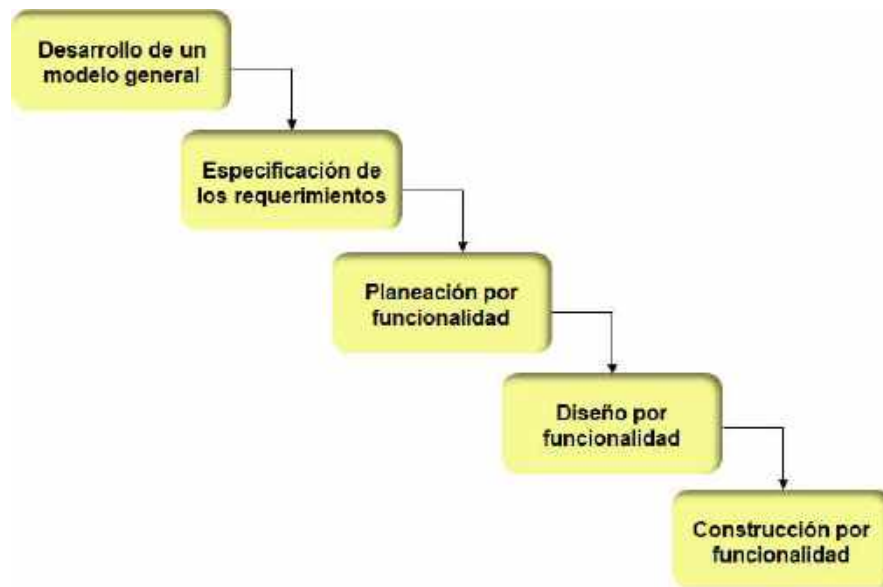 Desarrollo de un
modelo general
Especificación de
los requerimientos
Planeación por
funcionalidad
Diseño por
funcionalidad
Construcción por
funcionalidad